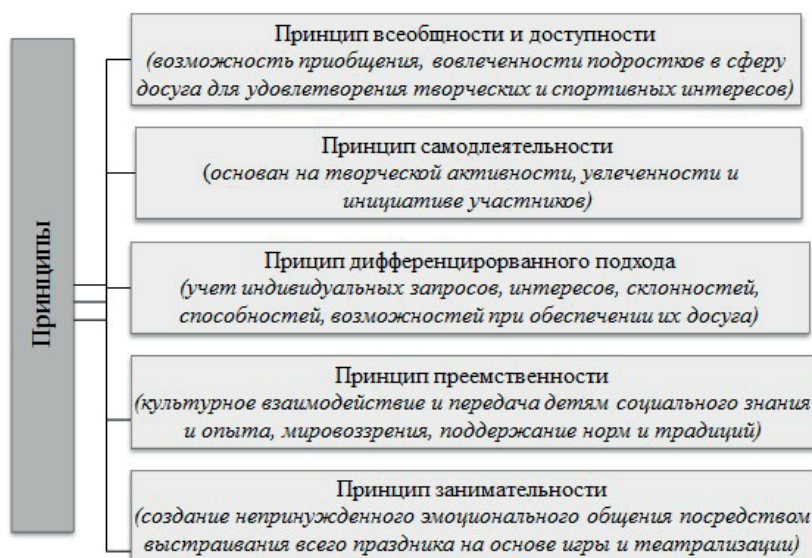 Принципы
Принцип всеобщности и доступности
(возможность приобщения, вовлеченности подростков в сферу
досуга для удовлетворения творческих и спортивных интересов)
Принцип самодлеятельности
(основан на творческой активности, увлеченности и
инициативе участников)
Прицип дифференцирорванного подхода
(учет индивидуальных запросов, интересов, склонностей,
способностей, возможностей при обеспечении их досуга)
Принцип преемственности
(культурное взаимодействие и передача детям социального знания
и опыта, мировоззрения, поддержание норм и традиций)
Принцип занимательности
(создание непринужденного эмоционального общения посредством
выстраивания всего праздника на основе игры и театрализации)